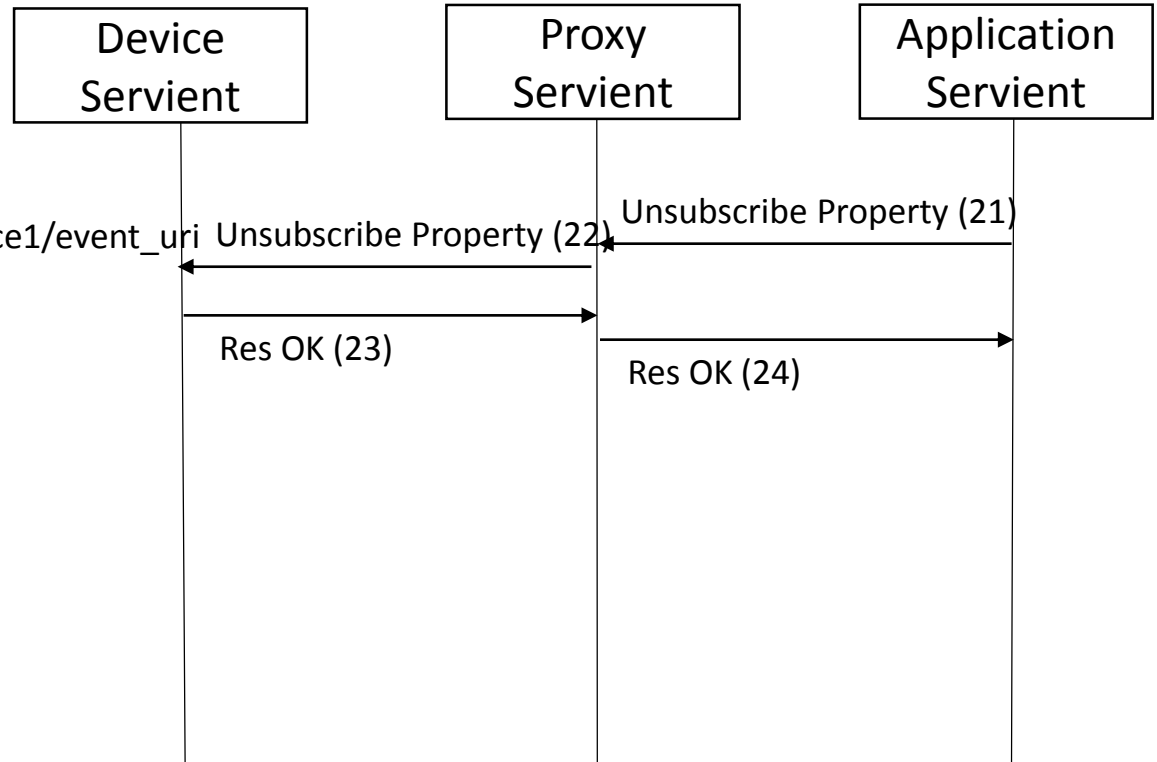 Device
Servient
Proxy
Servient
Application
Servient
Unsubscribe Property (21)
ce1/event_uri Unsubscribe Property (22)
Res OK (23)
Res OK (24)